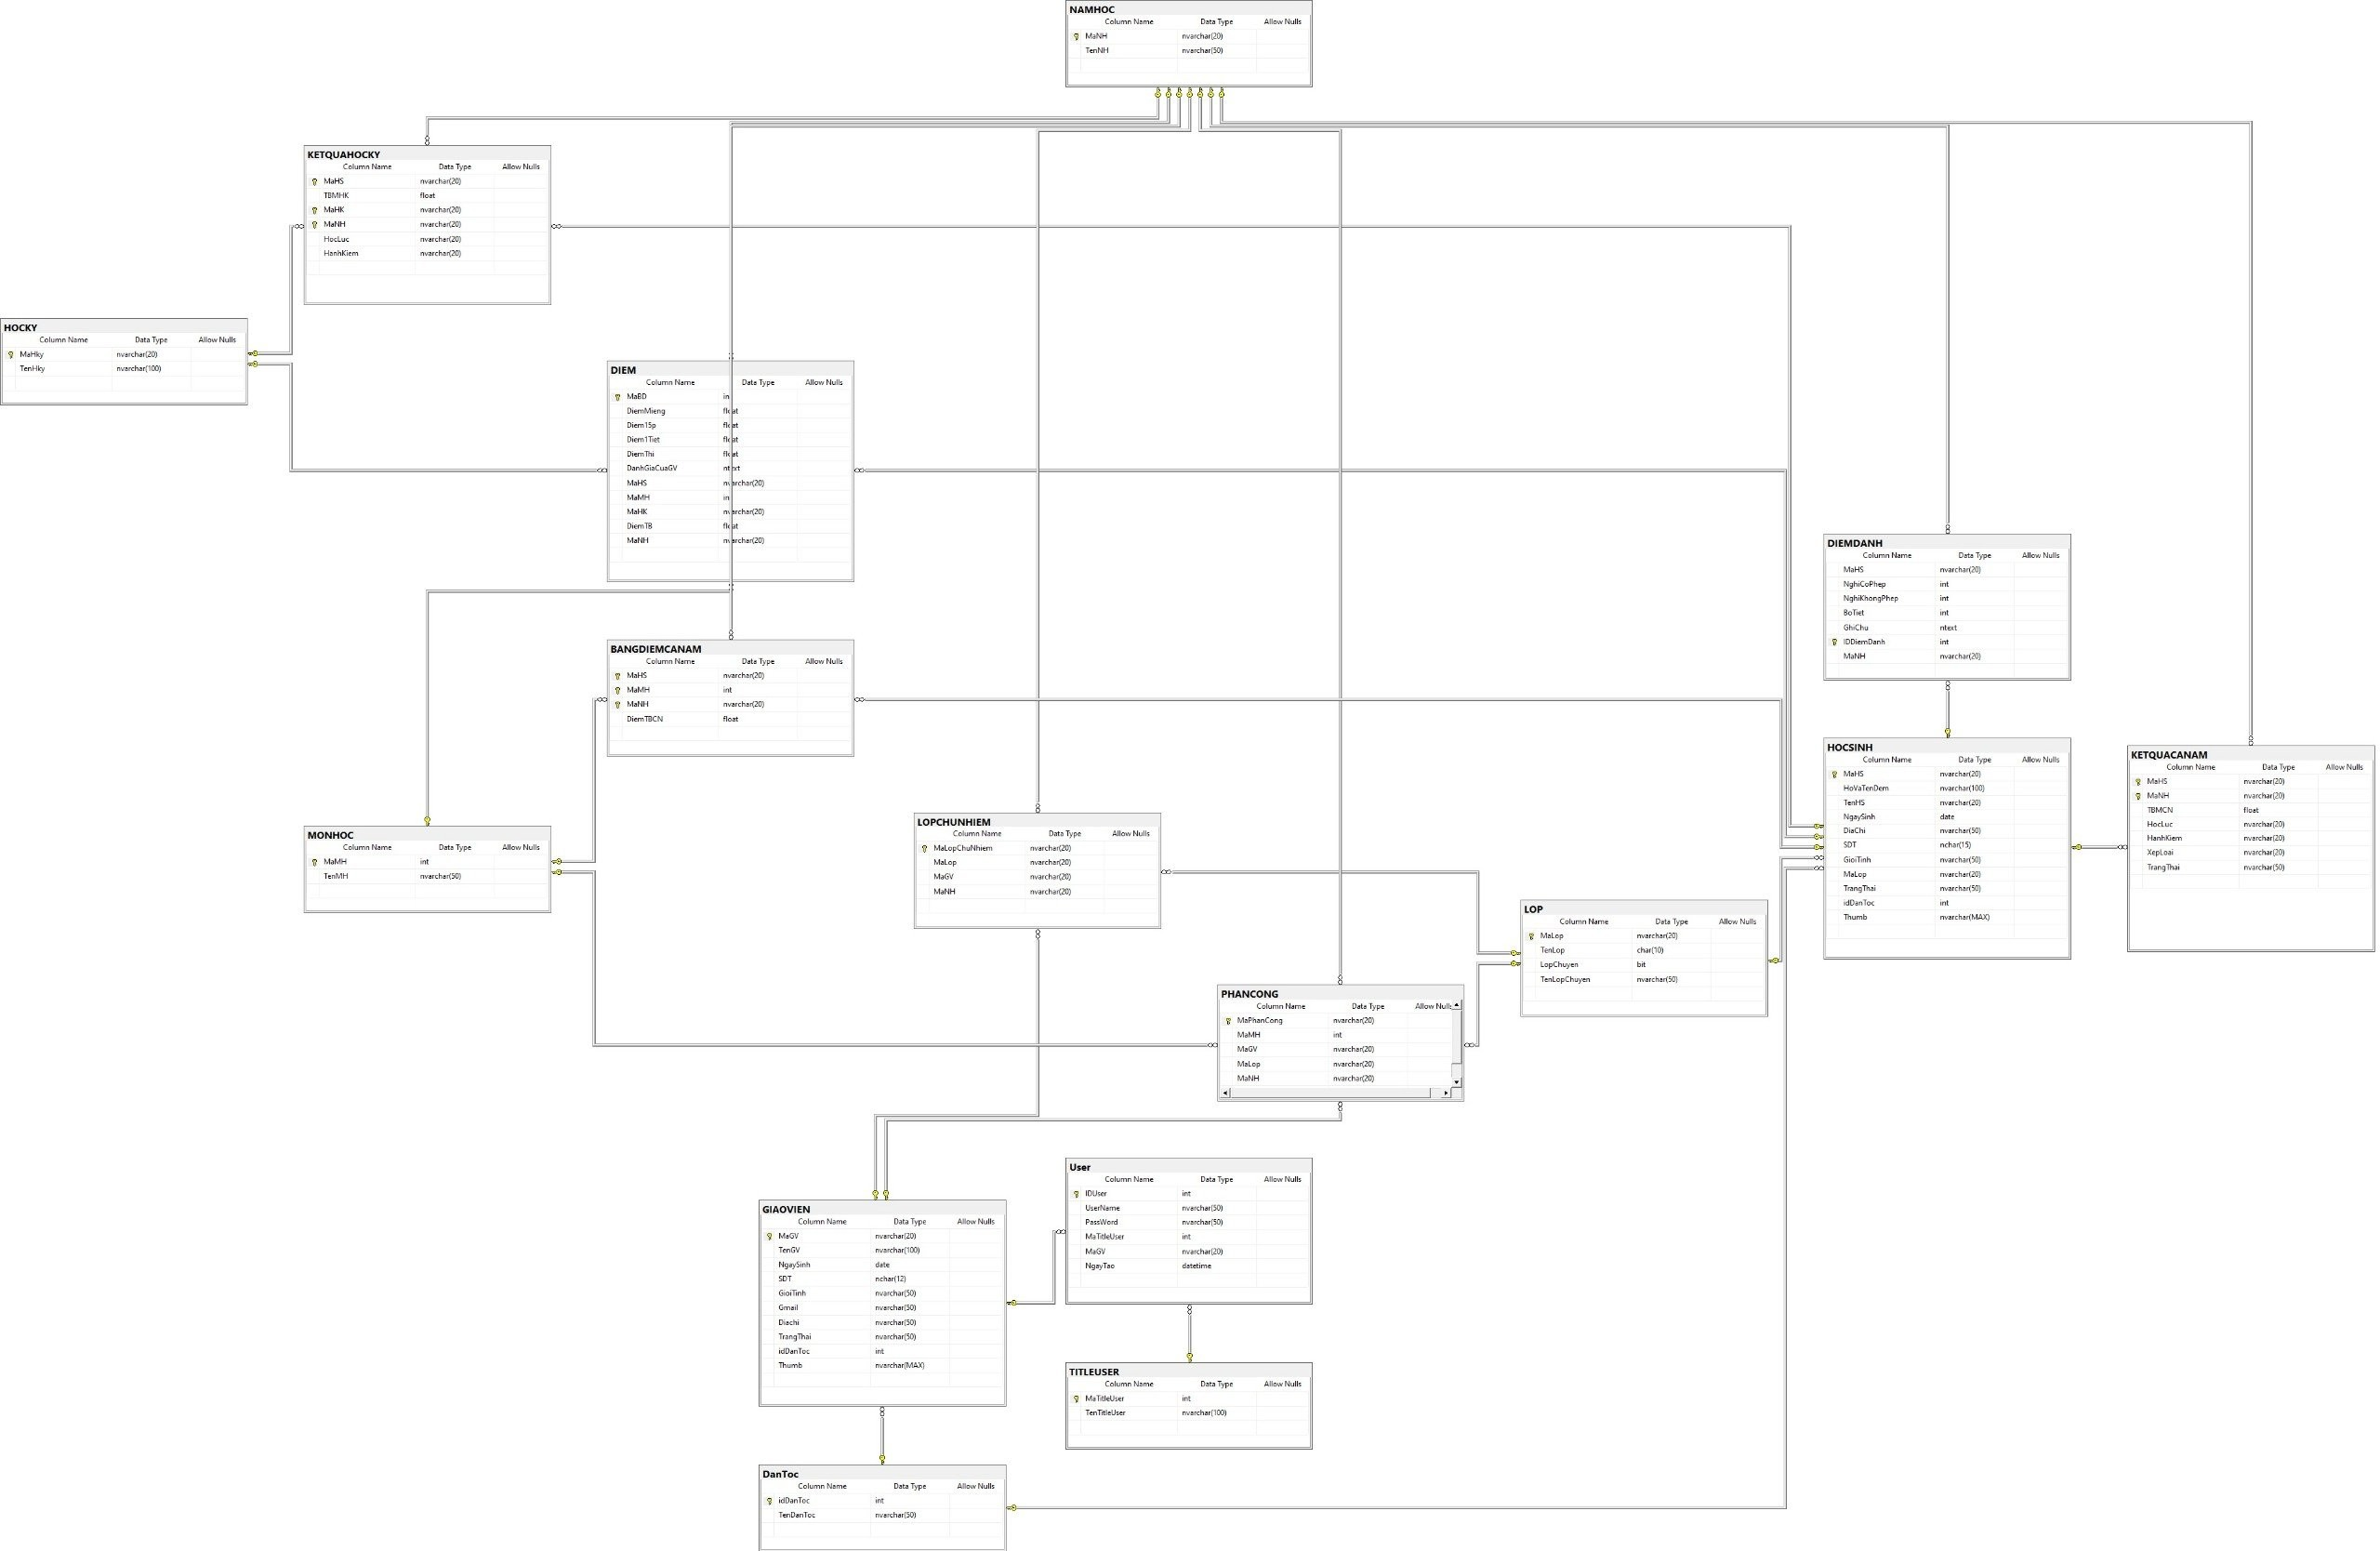 NAMHOC
Column Name Data Type Allow Nulls
MaNH nvarchar(20)
TenNH nvarchar(50)
KETQUAHOCKY
Column Name Data Type Allow Nulls
MaHS nvarchar(20)
TBMHK float
MaHK nvarchar(20)
MaNH nvarchar(20)
HocLuc nvarchar(20)
HanhKiem nvarchar(20)
HOCKY
Column Name Data Type Allow Nulls
MaHky nvarchar(20)
TenHky nvarchar(100)
DIEM
Column Name Data Type Allow Nulls
MaBD int
DiemMieng float
Diem15p float
Diem1Tiet float
DiemThi float
DanhGiaCuaGV ntext
MaHS nvarchar(20)
MaMH int
MaHK nvarchar(20)
DiemTB float
MaNH nvarchar(20)
DIEMDANH
Column Name Data Type Allow Nulls
MaHS nvarchar(20)
NghiCoPhep int
NghiKhongPhep int
BoTiet int
GhiChu ntext
IDDiemDanh int
MaNH nvarchar(20)
BANGDIEMCANAM
Column Name Data Type Allow Nulls
MaHS nvarchar(20)
MaMH int
MaNH nvarchar(20)
DiemTBCN float
HOCSINH
Column Name Data Type Allow Nulls
MaHS nvarchar(20)
HoVaTenDem nvarchar(100)
TenHS nvarchar(20)
NgaySinh date
DiaChi nvarchar(50)
SDT nchar(15)
GioiTinh nvarchar(50)
MaLop nvarchar(20)
TrangThai nvarchar(50)
idDanToc int
Thumb nvarchar(MAX)
KETQUACANAM
Column Name Data Type Allow Nulls
MaHS nvarchar(20)
MaNH nvarchar(20)
TBMCN float
HocLuc nvarchar(20)
HanhKiem nvarchar(20)
XepLoai nvarchar(20)
TrangThai nvarchar(50)
MONHOC
Column Name Data Type Allow Nulls
MaMH int
TenMH nvarchar(50)
LOPCHUNHIEM
Column Name Data Type Allow Nulls
MaLopChuNhiem nvarchar(20)
MaLop nvarchar(20)
MaGV nvarchar(20)
MaNH nvarchar(20)
LOP
Column Name Data Type Allow Nulls
MaLop nvarchar(20)
TenLop char(10)
LopChuyen bit
TenLopChuyen nvarchar(50)
PHANCONG
Column Name Data Type Allow Nulls
MaPhanCong nvarchar(20)
MaMH int
MaGV nvarchar(20)
MaLop nvarchar(20)
MaNH nvarchar(20)
User
Column Name Data Type Allow Nulls
IDUser int
UserName nvarchar(50)
PassWord nvarchar(50)
MaTitleUser int
MaGV nvarchar(20)
NgayTao datetime
GIAOVIEN
Column Name Data Type Allow Nulls
MaGV nvarchar(20)
TenGV nvarchar(100)
NgaySinh date
SDT nchar(12)
GioiTinh nvarchar(50)
Gmail nvarchar(50)
Diachi nvarchar(50)
TrangThai nvarchar(50)
idDanToc int
Thumb nvarchar(MAX)
TITLEUSER
Column Name Data Type Allow Nulls
MaTitleUser int
TenTitleUser nvarchar(100)
DanToc
Column Name Data Type Allow Nulls
idDanToc int
TenDanToc nvarchar(50)